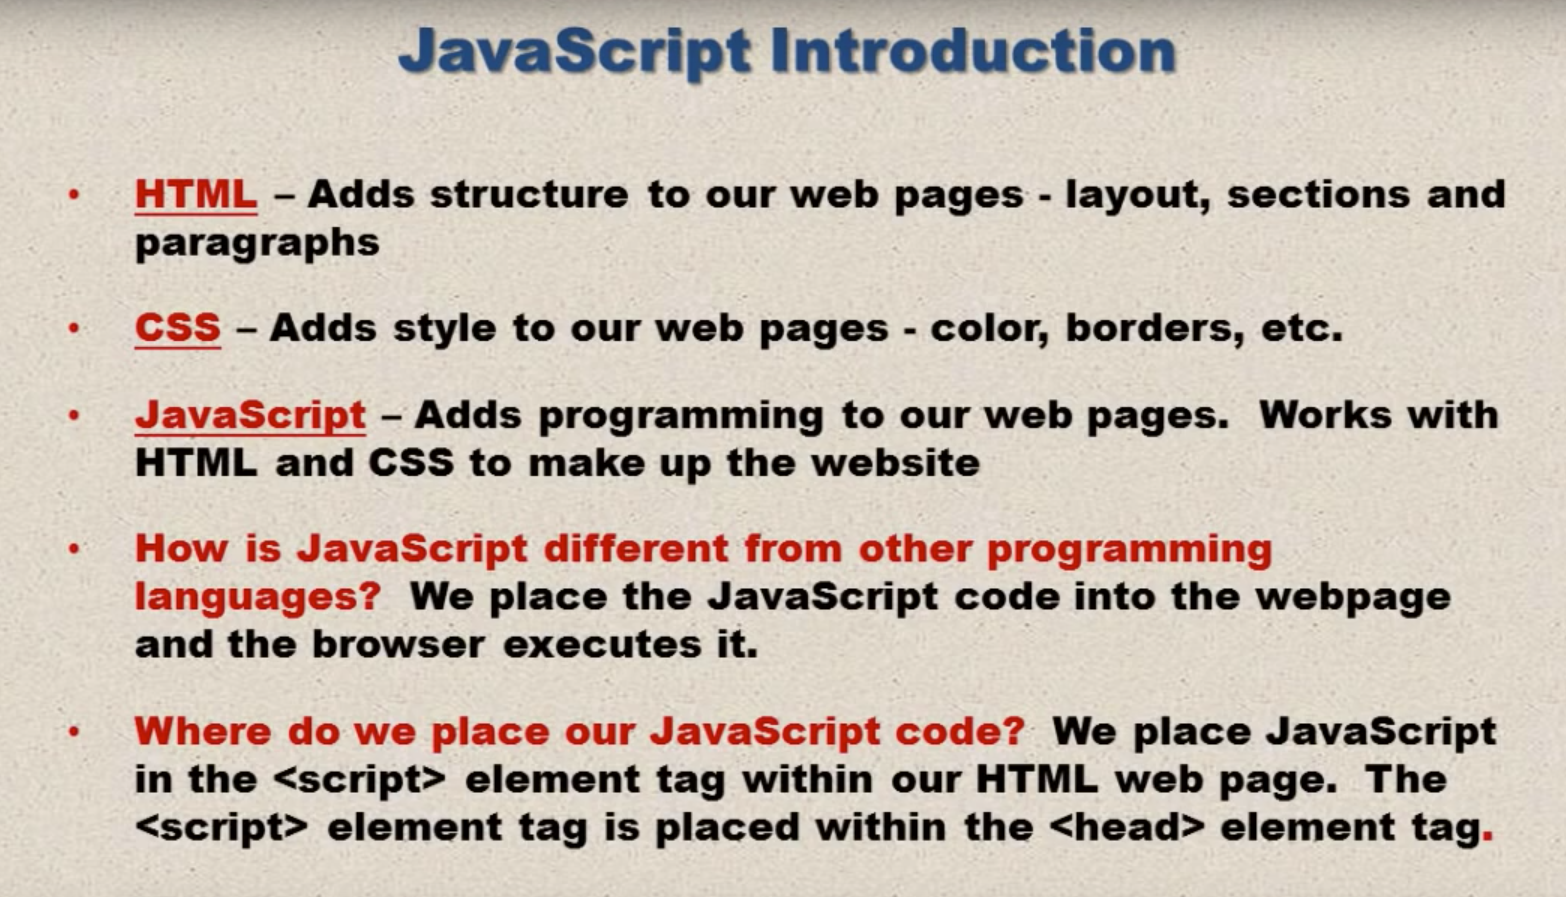 JavaScript Introduction
• HTML – Adds structure to our web pages - layout, sections and
paragraphs
• CSS – Adds style to our web pages - color, borders, etc.
• JavaScript – Adds programming to our web pages.  Works with
HTML and CSS to make up the website
• How is JavaScript different from other programming
languages?  We place the JavaScript code into the webpage
and the browser executes it.
• Where do we place our JavaScript code?  We place JavaScript
in the <script> element tag within our HTML web page.  The
<script> element tag is placed within the <head> element tag.